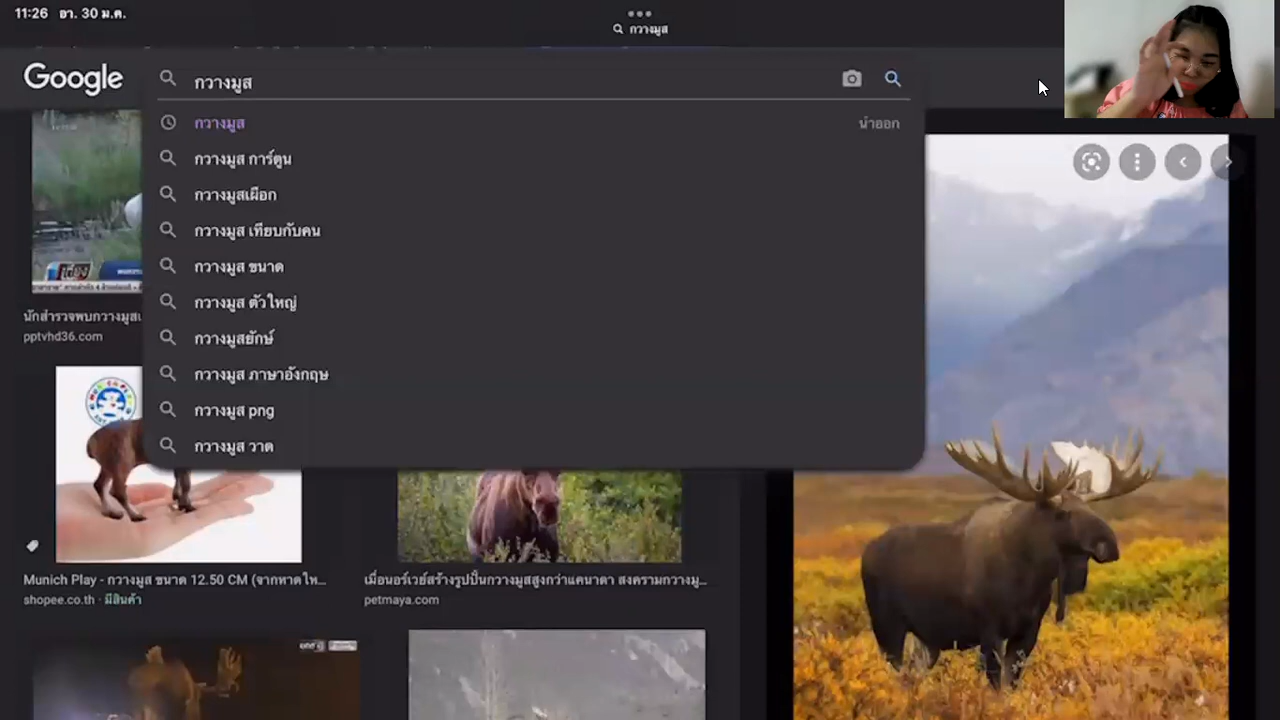 11:26 อา. 30 ม.ค.
กวางมูส
Google
กวางมูส
กวางมูส
นำออก
กวางมูส การ์ตูน
กวางมูสเผือก
กวางมูส เทียบกับคน
กวางมูส ขนาด
กวางมูส ตัวใหญ่
กวางมูสยักษ์
กวางมูส ภาษาอังกฤษ
กวางมูส png
กวางมูส วาด
นักสำรวจพบกวางมูสเ
pptvhd36.com
Munich Play - กวางมูส ขนาด 12.50 CM (จากหาดให...
shopee.co.th · มีสินค้า
เมื่อนอร์เวย์สร้างรูปปั้นกวางมูสสูงกว่าแคนาดา สงครามกวางมู...
petmaya.com